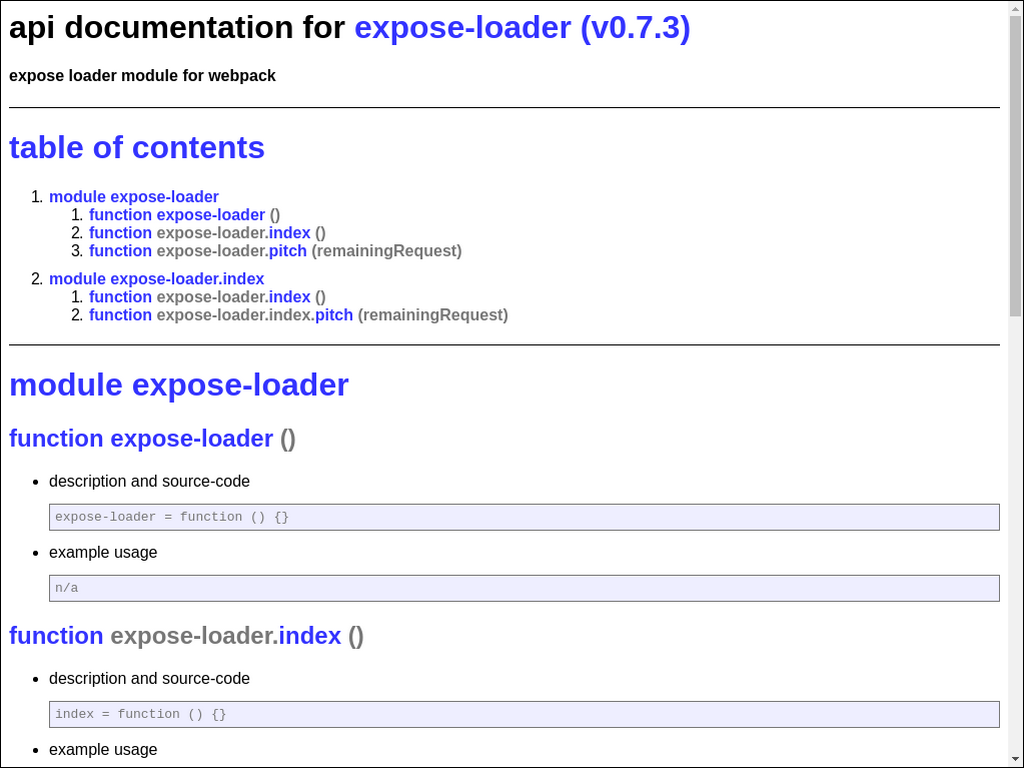 api documentation for expose-loader (v0.7.3)
expose loader module for webpack
table of contents
1. module expose-loader
1. function expose-loader ()
2. function expose-loader.index ()
3. function expose-loader.pitch (remainingRequest)
2. module expose-loader.index
1. function expose-loader.index ()
2. function expose-loader.index.pitch (remainingRequest)
module expose-loader
function expose-loader ()
• description and source-code
expose-loader = function () {}
• example usage
n/a
function expose-loader.index ()
• description and source-code
index = function () {}
• example usage